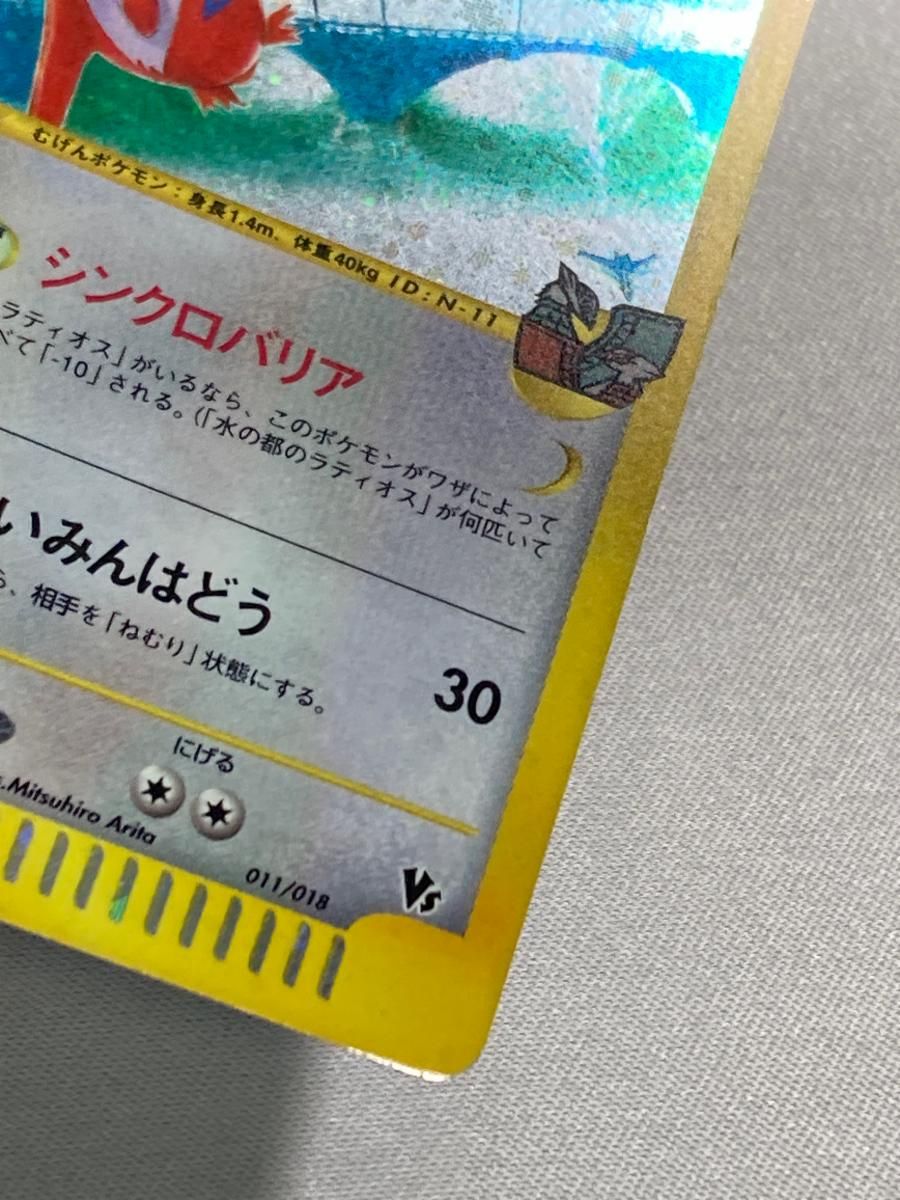 むげんポケモン：身長1.4m、体重40kg ID:N-11
シンクロバリア
ラティオス」がいるなら、このポケモンがワザによって
べて「-10」される。（「水の都のラティオス」が何匹いて
いみんはどう
30
ら、相手を「ねむり」状態にする。
にげる
s.Mitsuhiro Arita
011/018
Vs